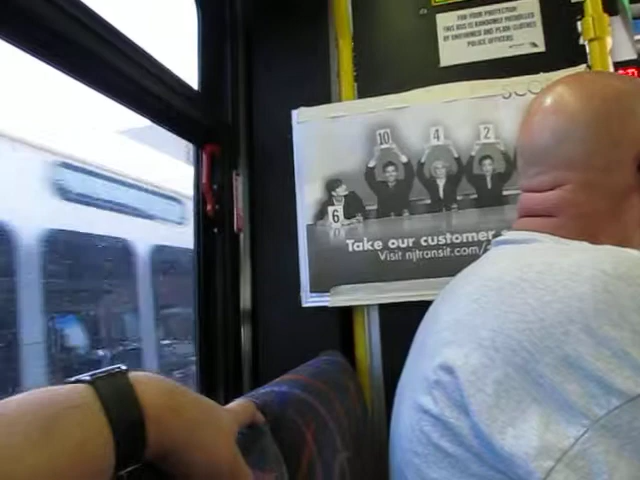 FOR YOUR PROTECTION
THIS BUS IS RANDOMLY PATROLLED
BY UNIFORMED AND PLAIN-CLOTHES
POLICE OFFICERS
SCO
10
4
2
6
Take our customer s
Visit njtransit.com/s